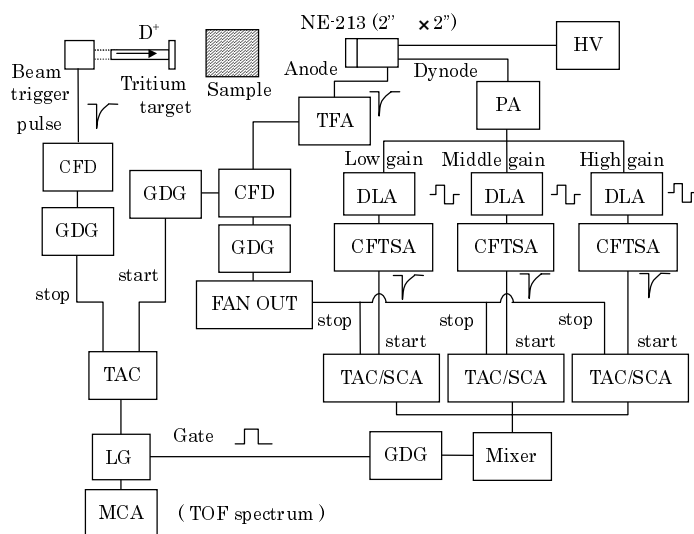 D+
NE-213 (2" ×2")
HV
Beam
trigger
pulse
Tritium
target
Sample
Anode
Dynode
TFA
PA
CFD
GDG
CFD
Low gain
Middle gain
High gain
DLA
DLA
DLA
GDG
GDG
CFTSA
CFTSA
CFTSA
start
stop
FAN OUT
stop
start
stop
start
stop
start
TAC
TAC/SCA
TAC/SCA
TAC/SCA
Gate
LG
GDG
Mixer
MCA
( TOF spectrum )